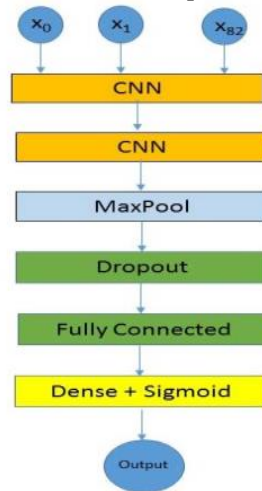 x0 x1 x82
CNN
CNN
MaxPool
Dropout
Fully Connected
Dense + Sigmoid
Output